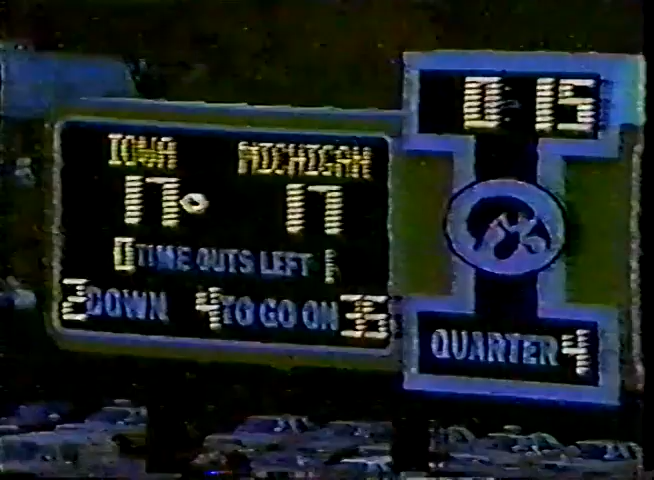 0:15
IOWA MICHIGAN
17 17
0 TIME OUTS LEFT 1
2 DOWN 4 TO GO ON 35
QUARTER 4